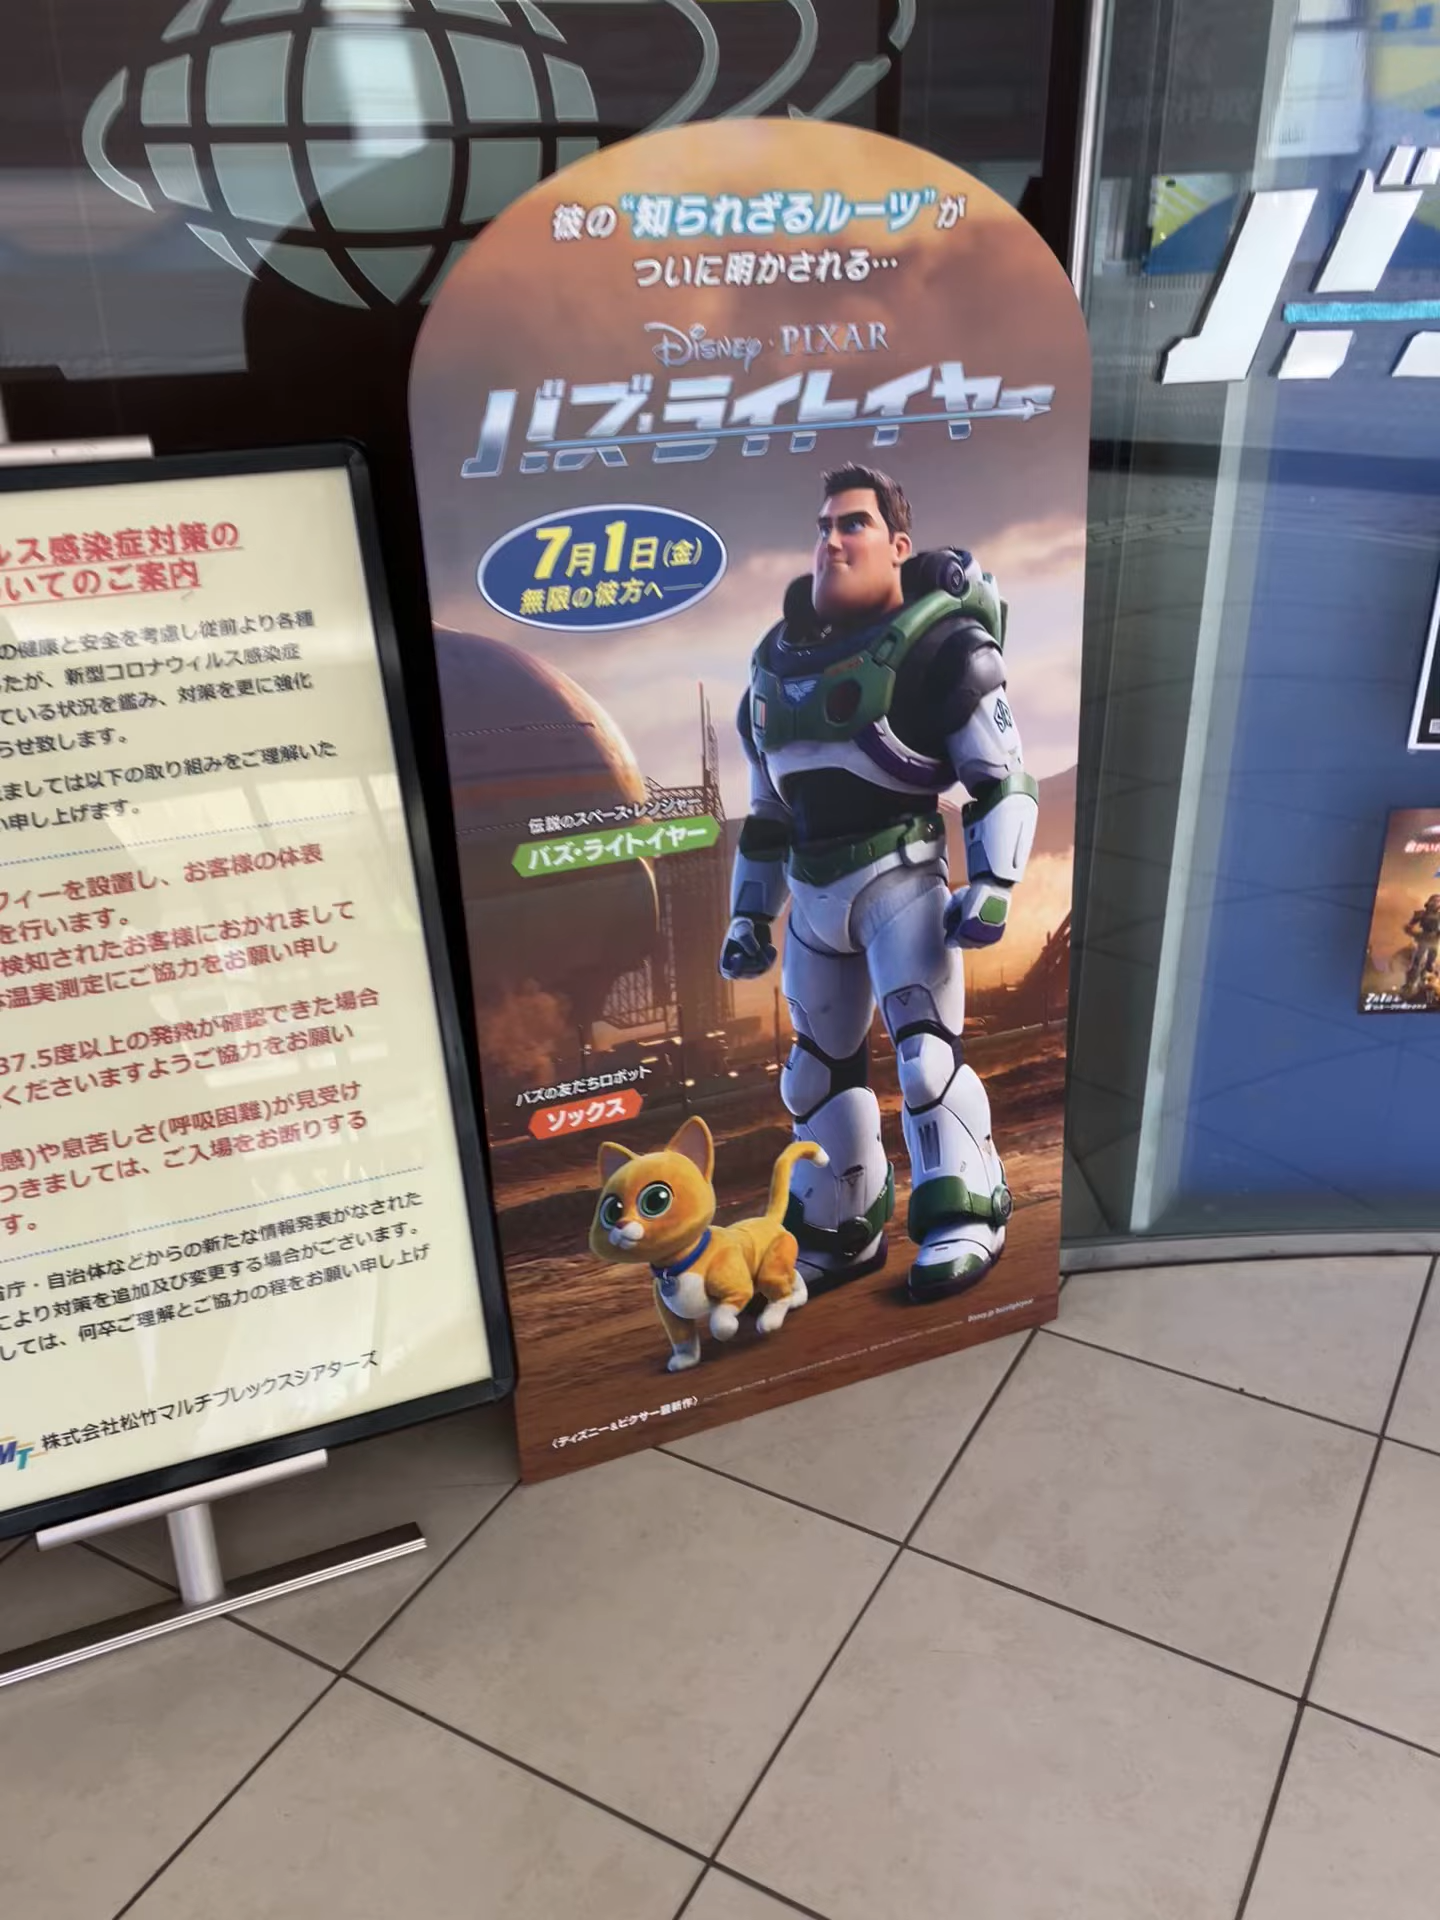 彼の“知られざるルーツ”が
ついに明かされる…
Disney・PIXAR
バズ・ライトイヤー
7月1日(金)
無限の彼方へ──
伝説のスペース・レンジャー
バズ・ライトイヤー
バズの友だちロボット
ソックス
〈ディズニー&ピクサー最新作〉
ルス感染症対策の
いてのご案内
の健康と安全を考慮し従前より各種
たが、新型コロナウィルス感染症
ている状況を鑑み、対策を更に強化
らせ致します。
ましては以下の取り組みをご理解いた
い申し上げます。
フィーを設置し、お客様の体表
を行います。
検知されたお客様におかれまして
温実測定にご協力をお願い申し
37.5度以上の発熱が確認できた場合
くださいますようご協力をお願い
感)や息苦しさ(呼吸困難)が見受け
つきましては、ご入場をお断りする
す。
庁・自治体などからの新たな情報発表がなされた
により対策を追加及び変更する場合がございます。
しては、何卒ご理解とご協力の程をお願い申し上げ
MT 株式会社松竹マルチプレックスシアターズ
バ
7月1日